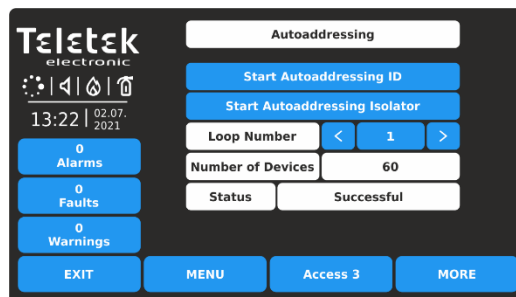 Teletek
electronic
13:22 02.07.
2021
0
Alarms
0
Faults
0
Warnings
Autoaddressing
Start Autoaddressing ID
Start Autoaddressing Isolator
Loop Number < 1 >
Number of Devices 60
Status Successful
EXIT MENU Access 3 MORE